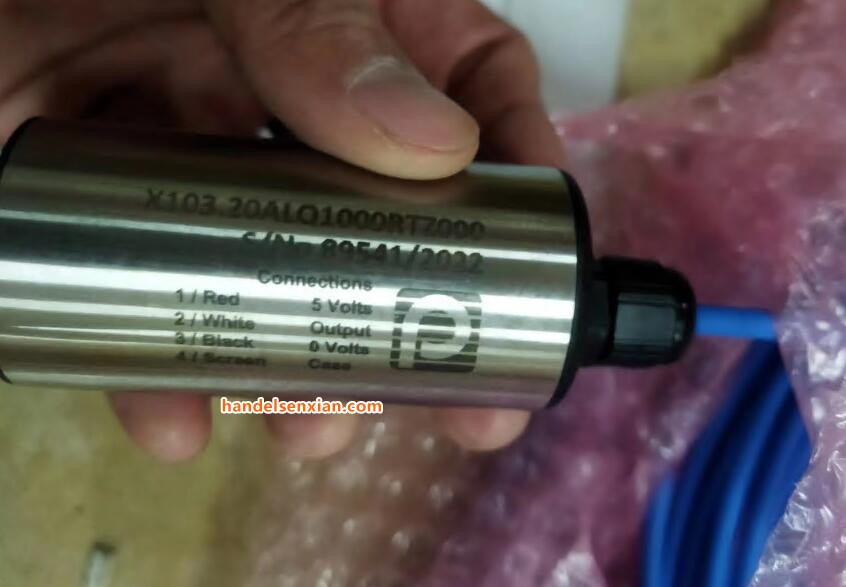 X103.20ALO1000RTZ000
S/No 89541/2022
Connections
1 / Red 5 Volts
2 / White Output
3 / Black 0 Volts
4 / Screen Case
handelsenxian.com